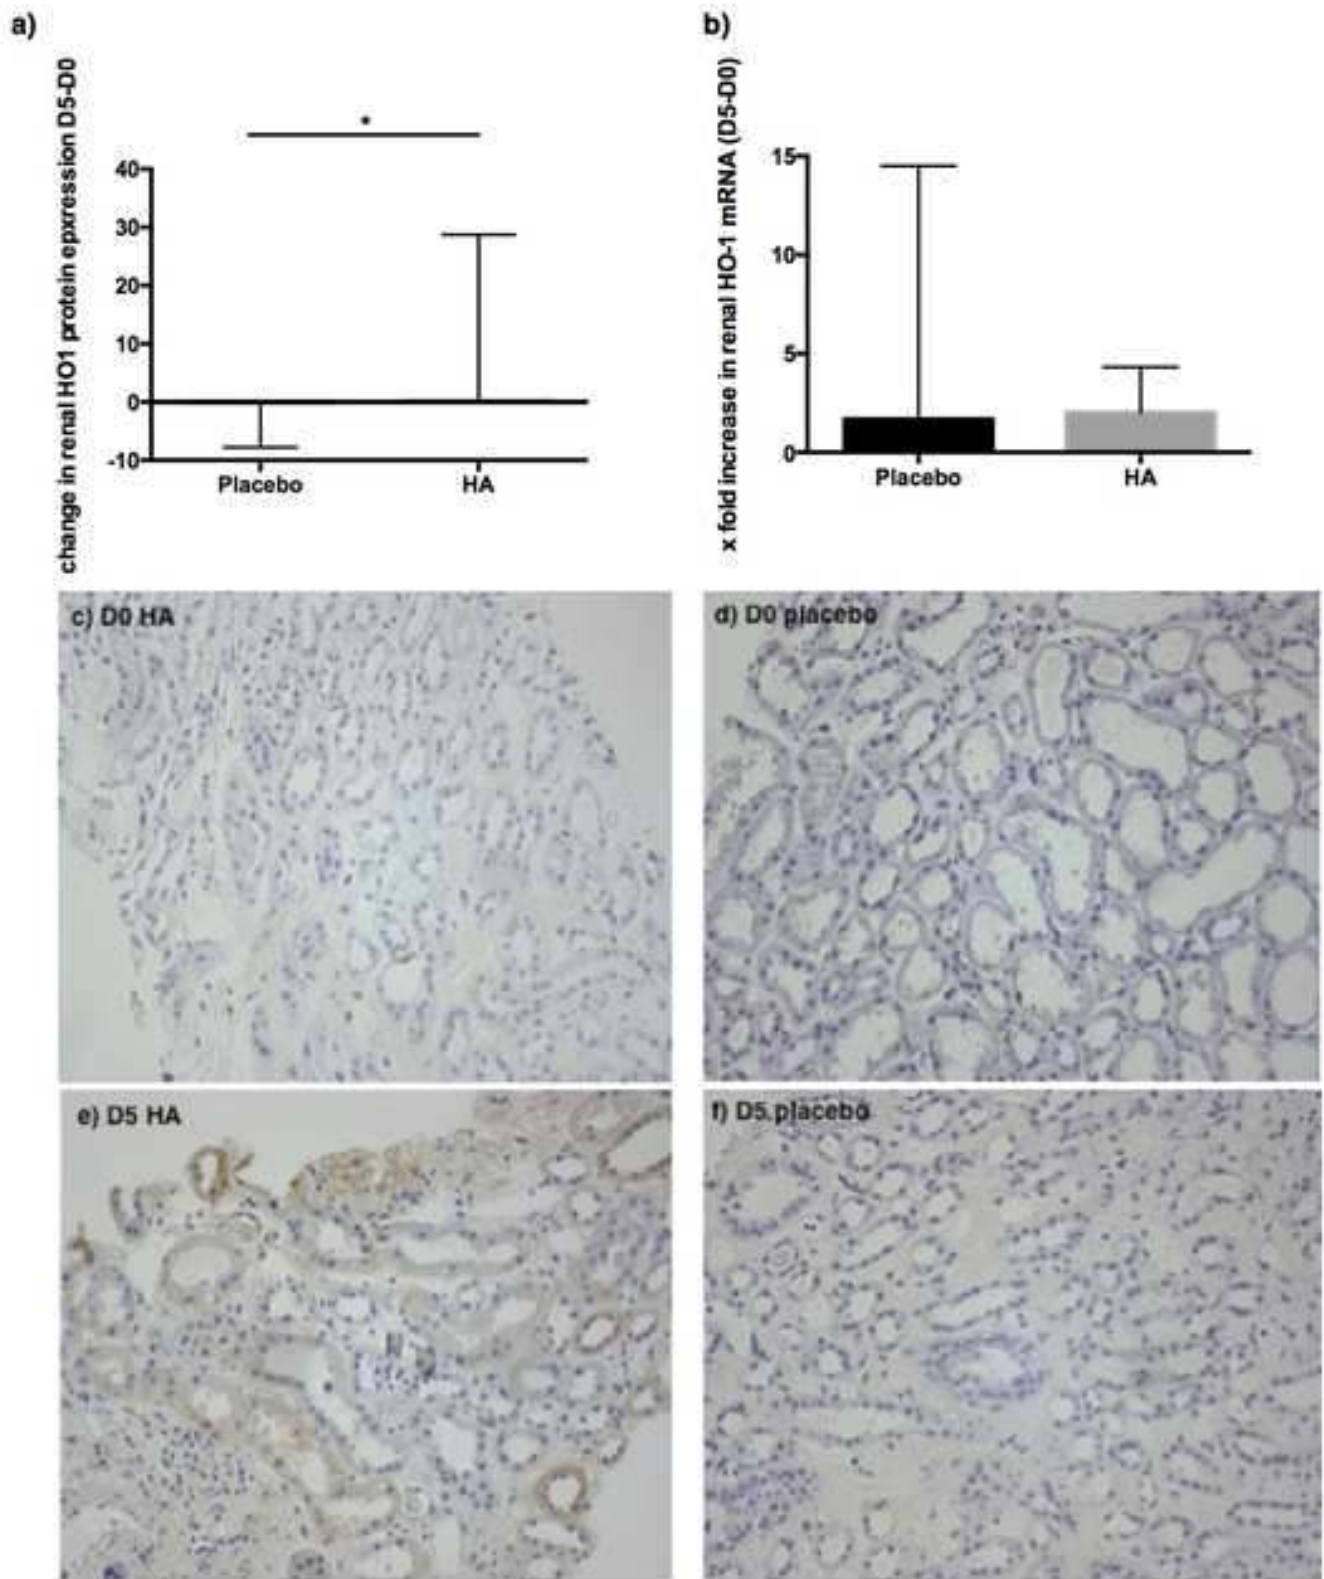 a)
change in renal HO1 protein epxression D5-D0
*
40
30
20
10
0
-10
Placebo
HA
b)
x fold increase in renal HO-1 mRNA (D5-D0)
15
10
5
0
Placebo
HA
c) D0 HA
d) D0 placebo
e) D5 HA
f) D5 placebo